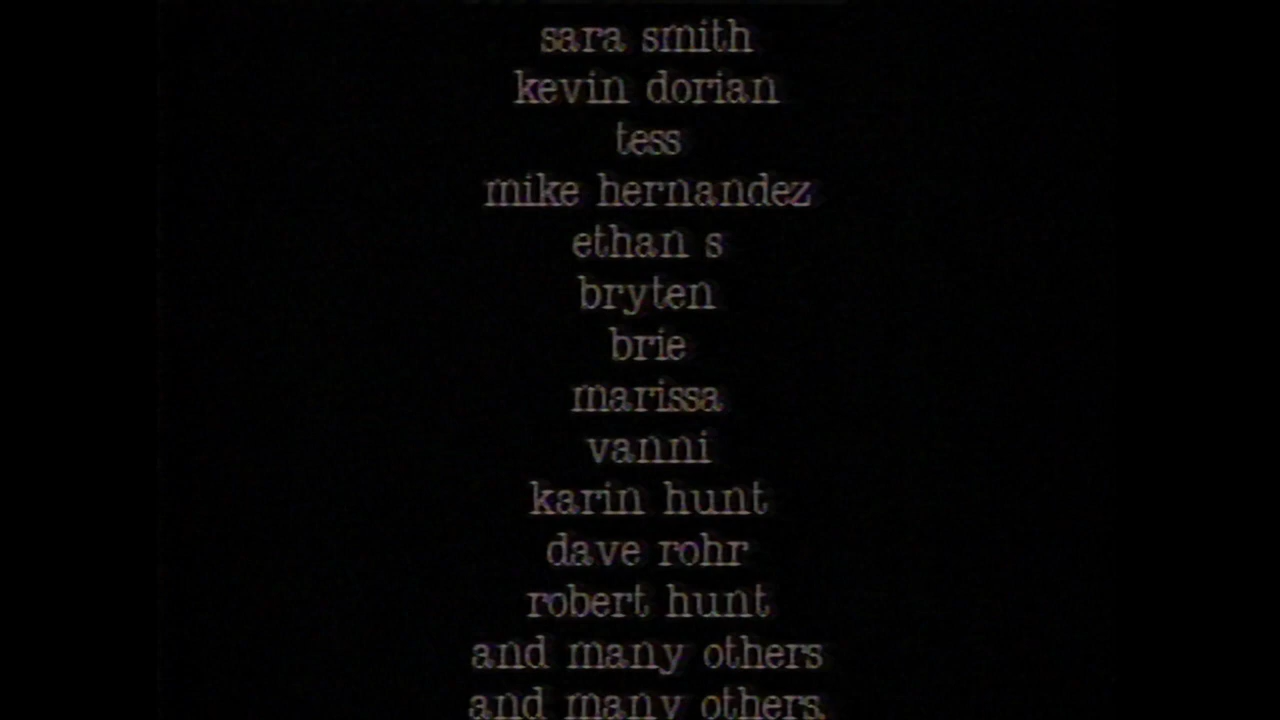 sara smith
kevin dorian
tess
mike hernandez
ethan s
bryten
brie
marissa
vanni
karin hunt
dave rohr
robert hunt
and many others
and many others